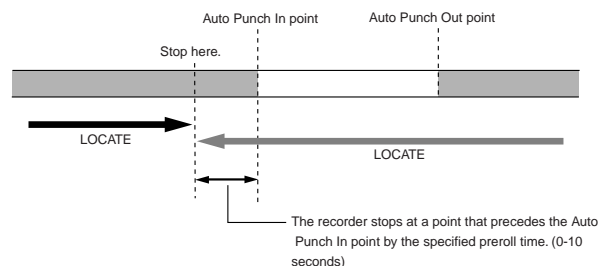 Auto Punch In point
Auto Punch Out point
Stop here.
LOCATE
LOCATE
The recorder stops at a point that precedes the Auto
Punch In point by the specified preroll time. (0-10
seconds)